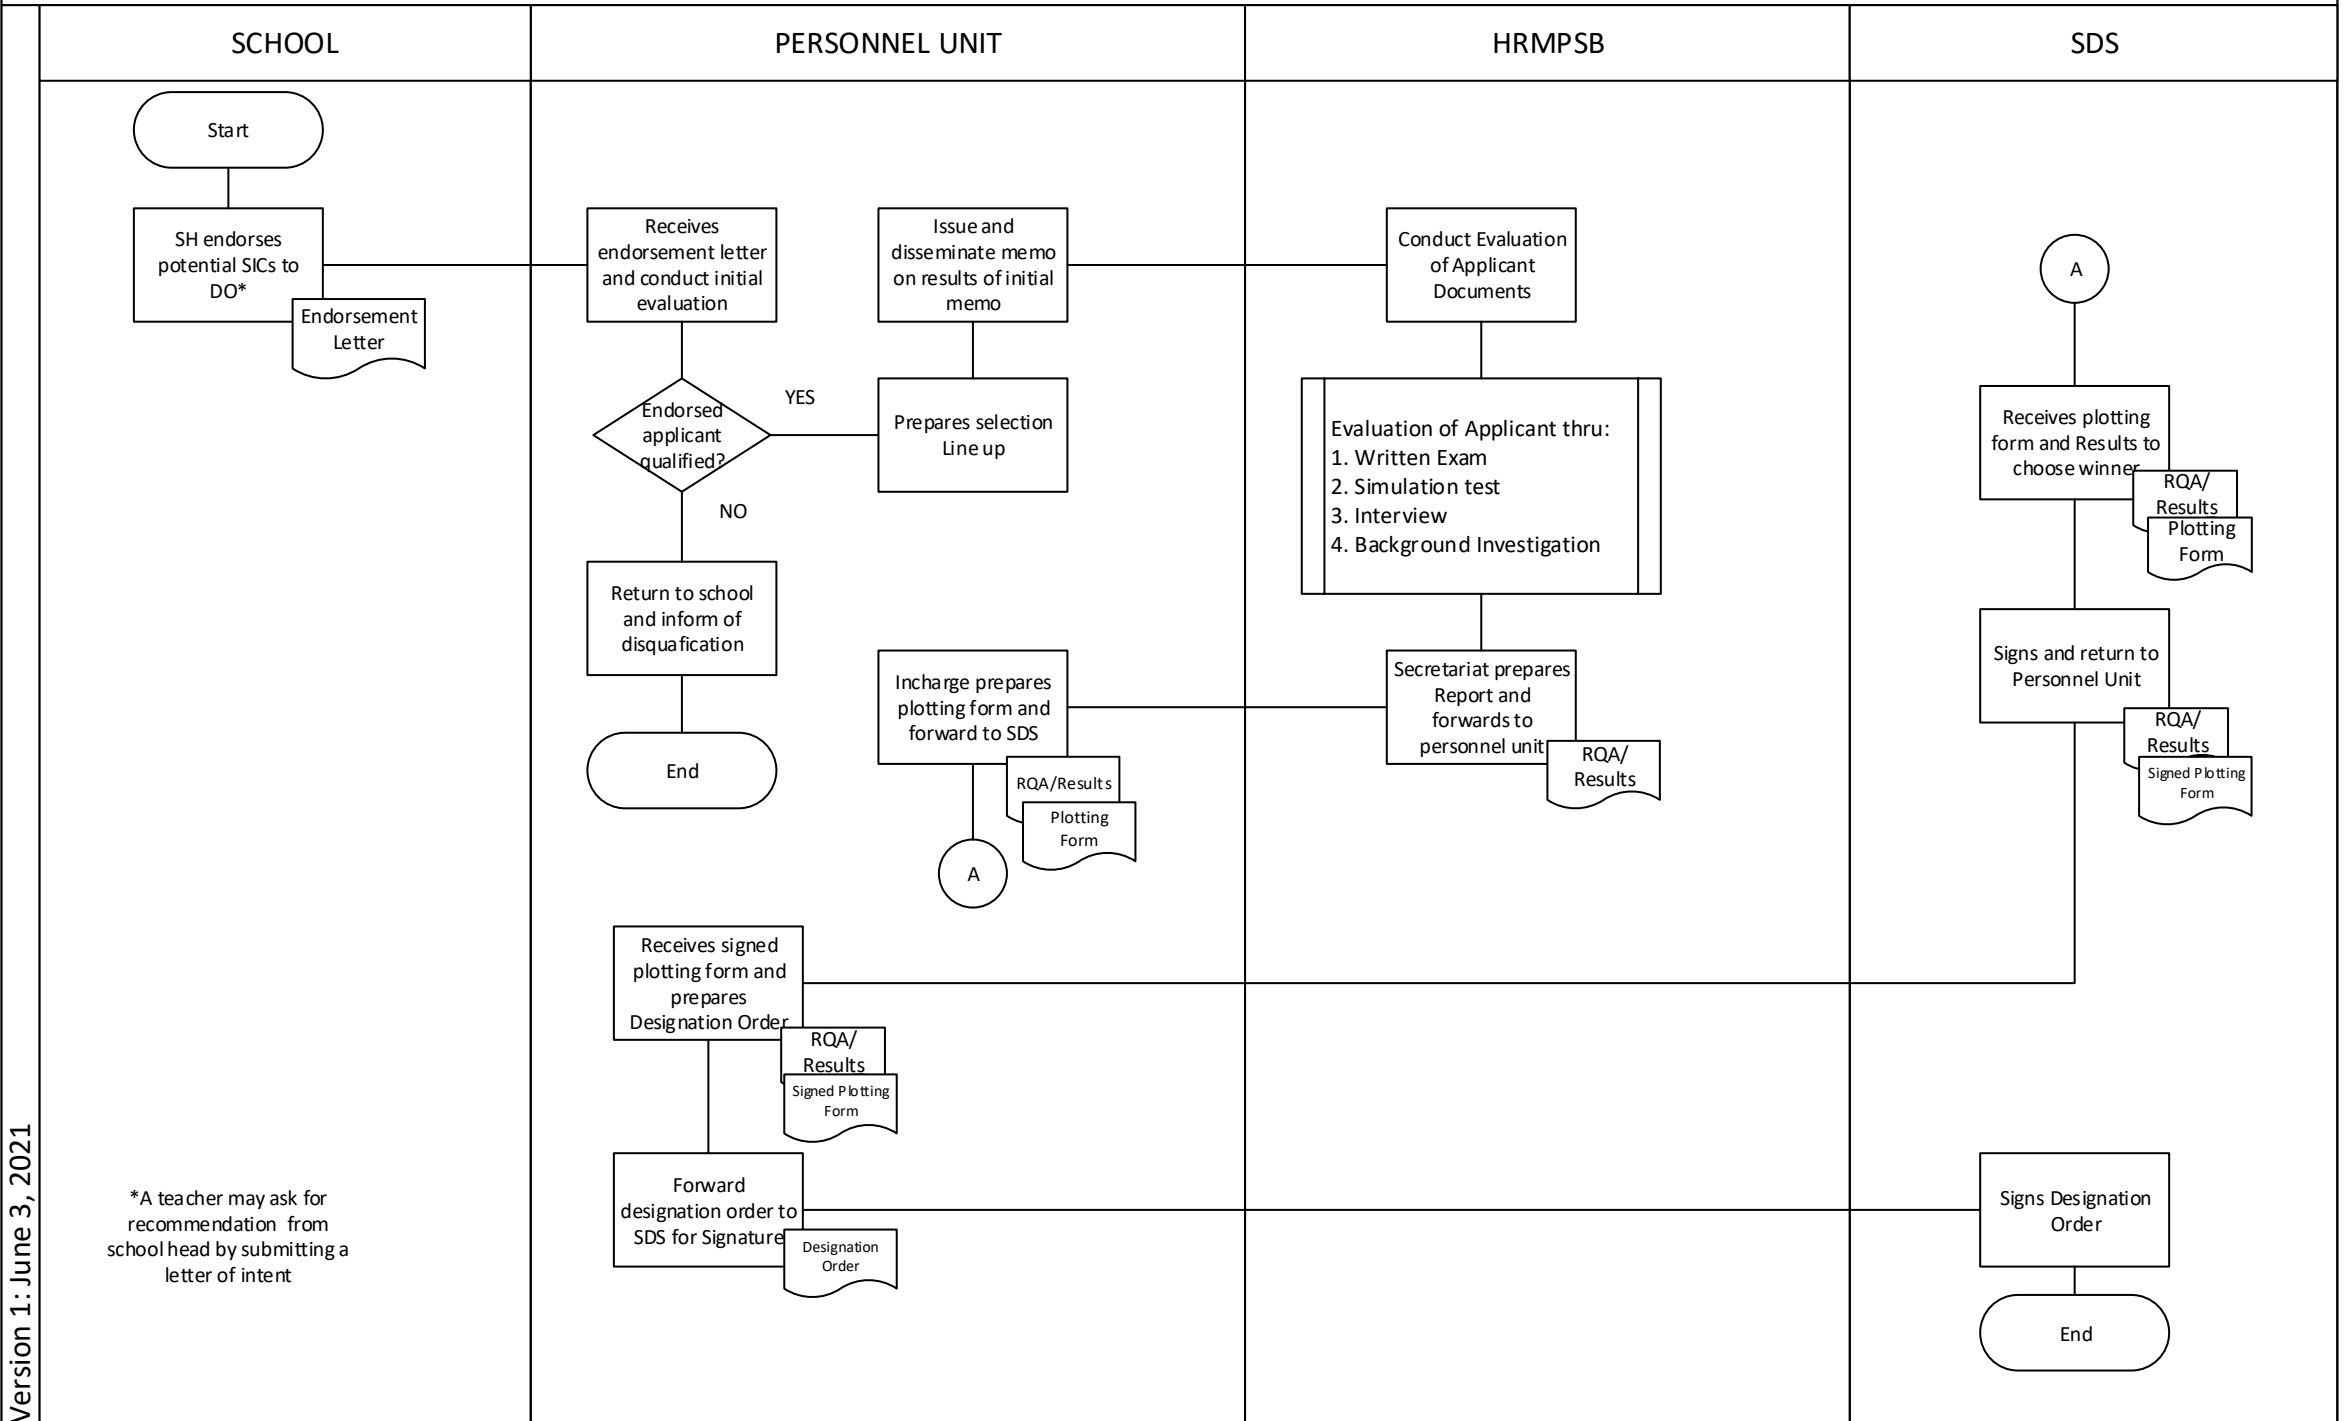 SCHOOL
PERSONNEL UNIT
HRMPSB
SDS
Start
SH endorses
potential SICs to
DO*
Endorsement
Letter
Receives
endorsement letter
and conduct initial
evaluation
Issue and
disseminate memo
on results of initial
memo
Conduct Evaluation
of Applicant
Documents
A
Endorsed
applicant
qualified?
YES
Prepares selection
Line up
NO
Evaluation of Applicant thru:
1. Written Exam
2. Simulation test
3. Interview
4. Background Investigation
Receives plotting
form and Results to
choose winner
RQA/
Results
Plotting
Form
Return to school
and inform of
disquafication
End
Incharge prepares
plotting form and
forward to SDS
RQA/Results
Plotting
Form
A
Secretariat prepares
Report and
forwards to
personnel unit
RQA/
Results
Signs and return to
Personnel Unit
RQA/
Results
Signed Plotting
Form
Receives signed
plotting form and
prepares
Designation Order
RQA/
Results
Signed Plotting
Form
Forward
designation order to
SDS for Signature
Designation
Order
Signs Designation
Order
End
*A teacher may ask for
recommendation from
school head by submitting a
letter of intent
Version 1: June 3, 2021